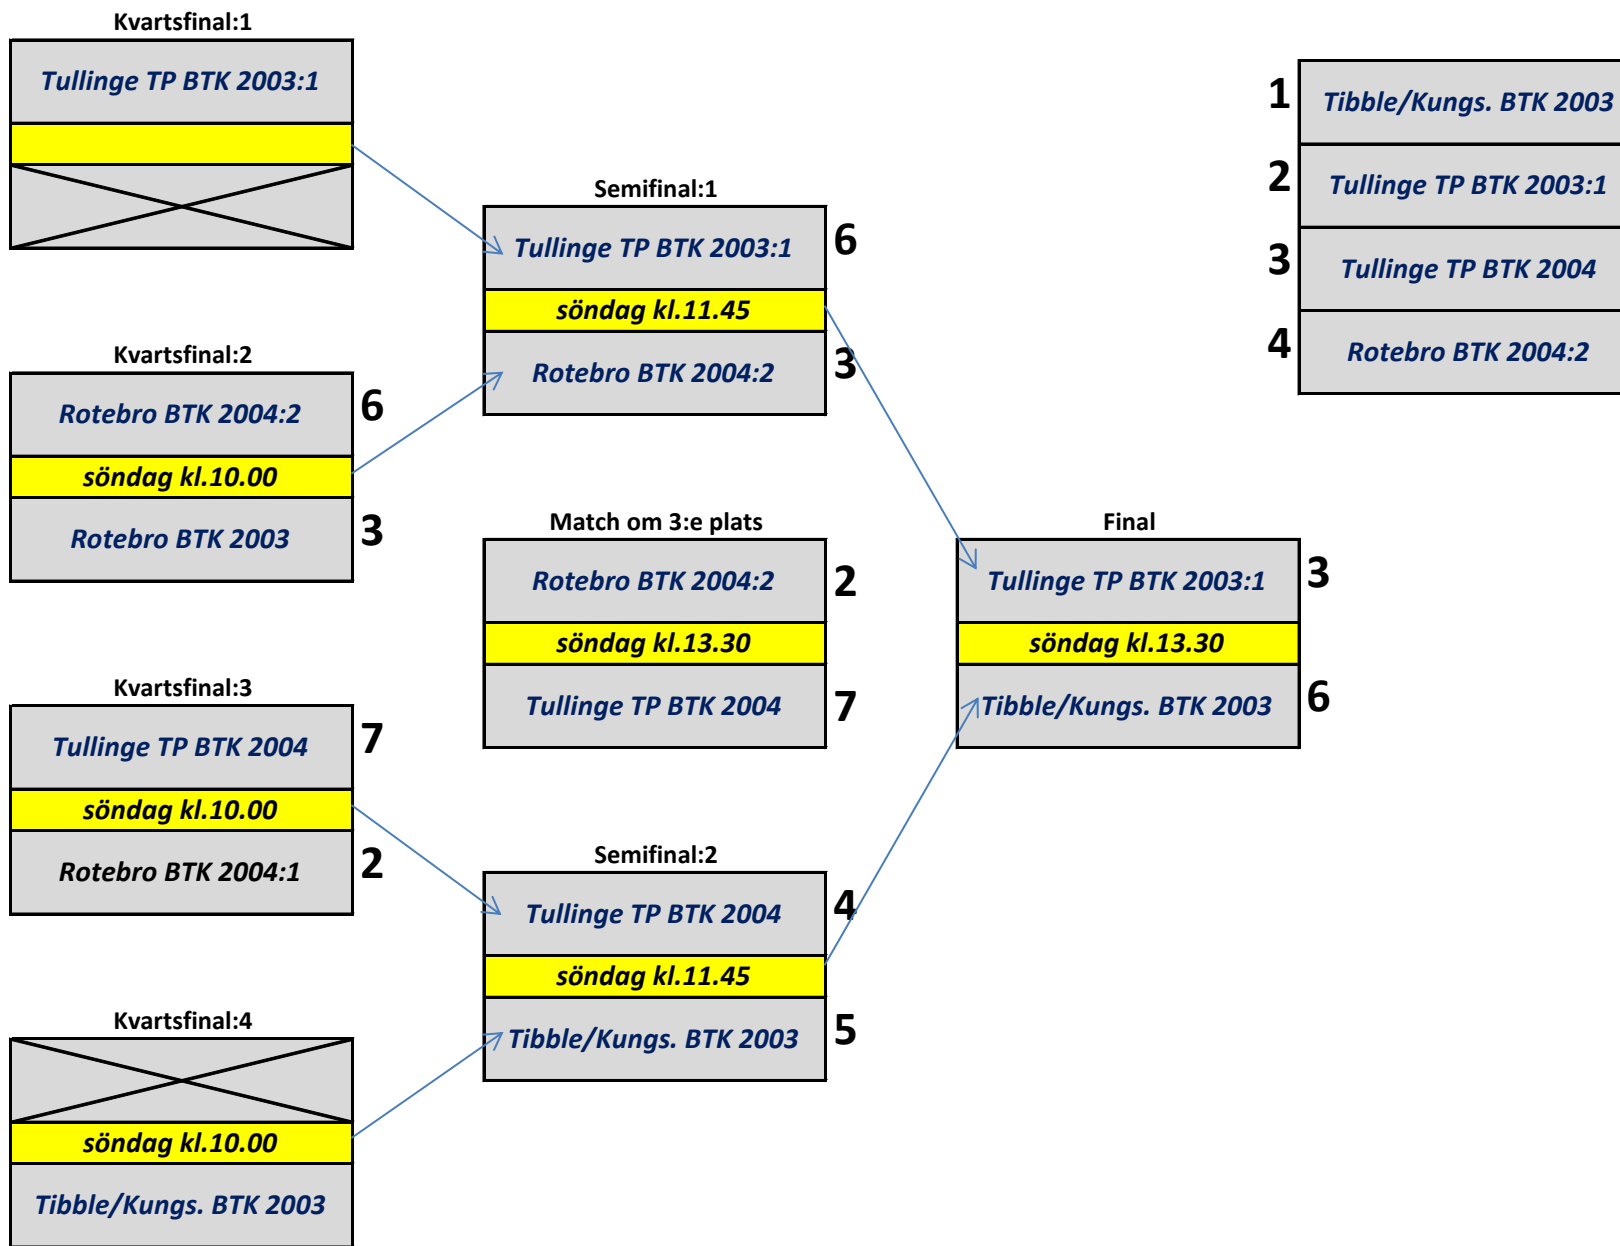 Kvartsfinal:1
Tullinge TP BTK 2003:1
Kvartsfinal:2
Rotebro BTK 2004:2 6
söndag kl.10.00
Rotebro BTK 2003 3
Kvartsfinal:3
Tullinge TP BTK 2004 7
söndag kl.10.00
Rotebro BTK 2004:1 2
Kvartsfinal:4
söndag kl.10.00
Tibble/Kungs. BTK 2003
Semifinal:1
Tullinge TP BTK 2003:1 6
söndag kl.11.45
Rotebro BTK 2004:2 3
Match om 3:e plats
Rotebro BTK 2004:2 2
söndag kl.13.30
Tullinge TP BTK 2004 7
Semifinal:2
Tullinge TP BTK 2004 4
söndag kl.11.45
Tibble/Kungs. BTK 2003 5
Final
Tullinge TP BTK 2003:1 3
söndag kl.13.30
Tibble/Kungs. BTK 2003 6
1 Tibble/Kungs. BTK 2003
2 Tullinge TP BTK 2003:1
3 Tullinge TP BTK 2004
4 Rotebro BTK 2004:2